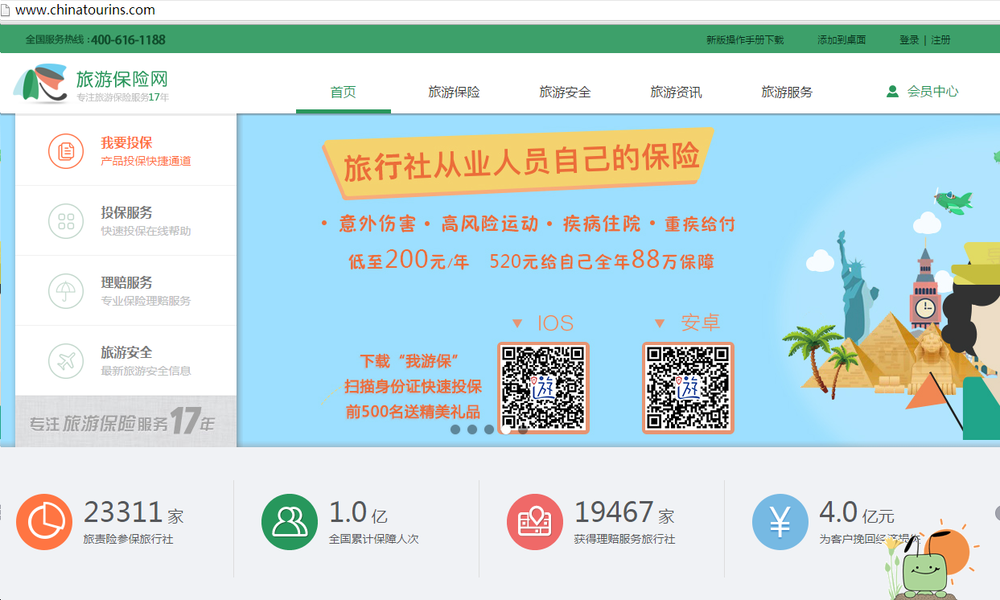 www.chinatourins.com
全国服务热线：400-616-1188
新版操作手册下载
添加到桌面
登录 | 注册
旅游保险网
专注旅游保险服务17年
首页
旅游保险
旅游安全
旅游资讯
旅游服务
会员中心
我要投保
产品投保快捷通道
投保服务
快速投保在线帮助
理赔服务
专业保险理赔服务
旅游安全
最新旅游安全信息
专注旅游保险服务17年
旅行社从业人员自己的保险
• 意外伤害 • 高风险运动 • 疾病住院 • 重疾给付
低至200元/年 520元给自己全年88万保障
▼ IOS
▼ 安卓
下载“我游保”
扫描身份证快速投保
前500名送精美礼品
游
游
23311 家
旅责险参保旅行社
1.0 亿
全国累计保障人次
19467 家
获得理赔服务旅行社
4.0 亿元
为客户挽回经济损失